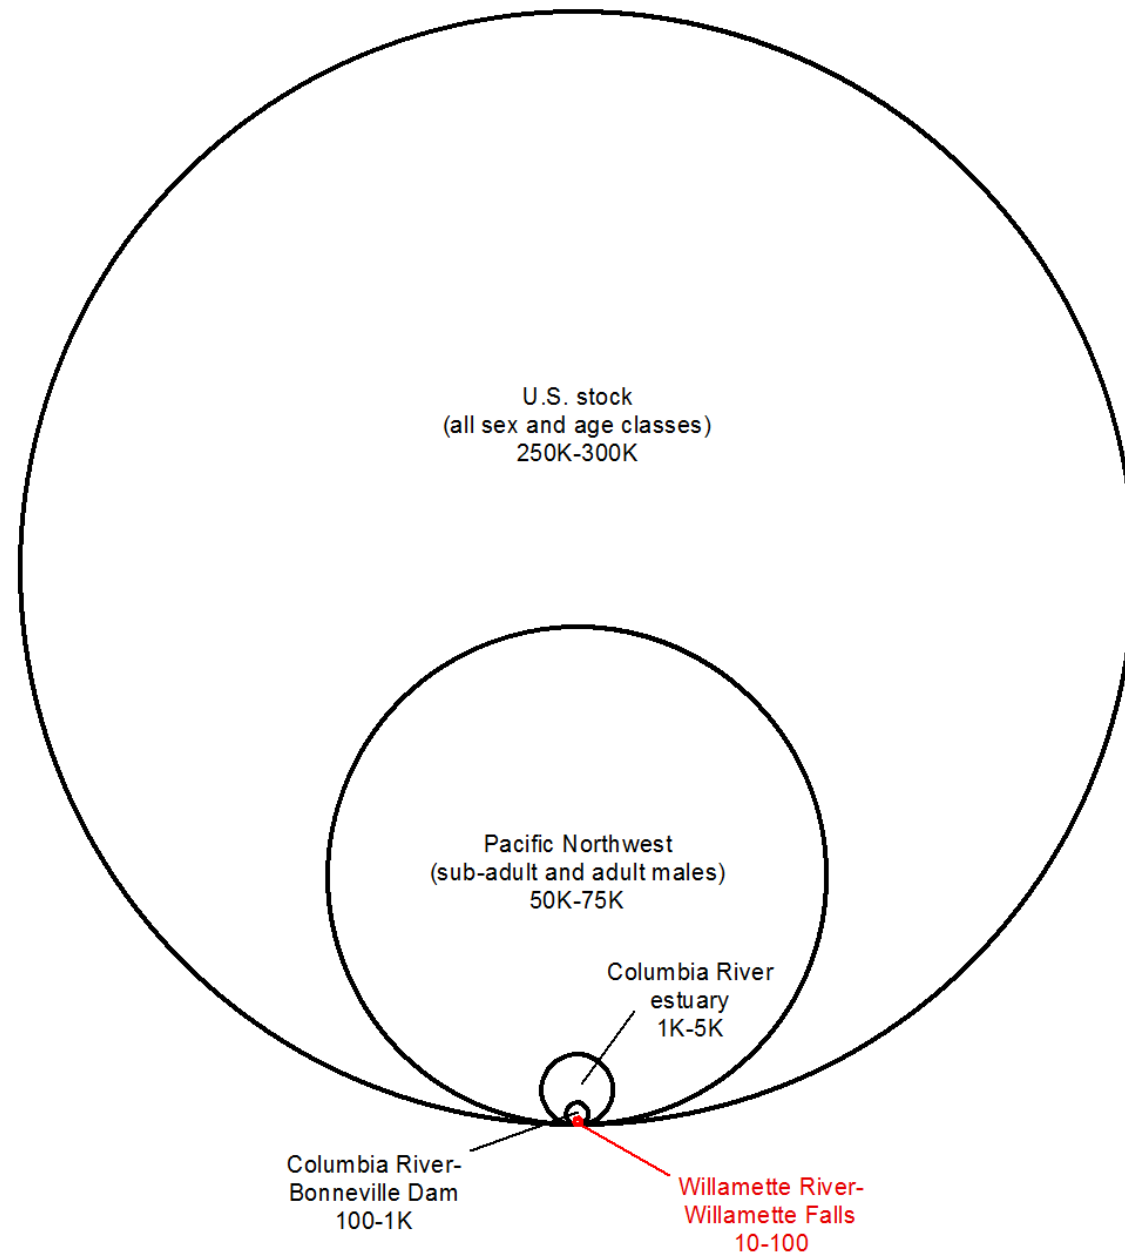 U.S. stock
(all sex and age classes)
250K-300K
Pacific Northwest
(sub-adult and adult males)
50K-75K
Columbia River
estuary
1K-5K
Columbia River-
Bonneville Dam
100-1K
Willamette River-
Willamette Falls
10-100